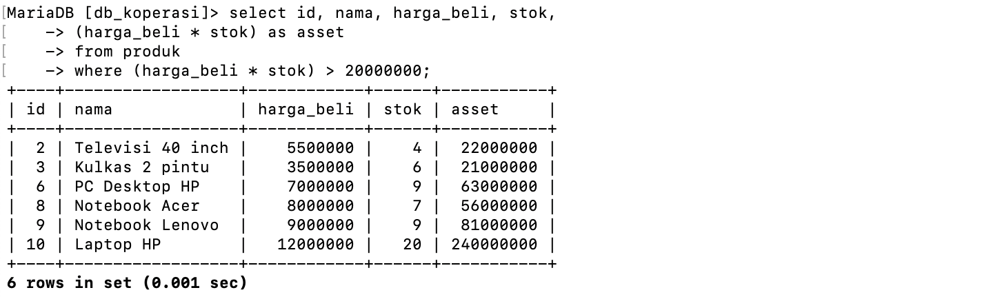 MariaDB [db_koperasi]> select id, nama, harga_beli, stok,
    -> (harga_beli * stok) as asset
    -> from produk
    -> where (harga_beli * stok) > 20000000;
+----+------------------+------------+------+-----------+
| id | nama             | harga_beli | stok | asset     |
+----+------------------+------------+------+-----------+
|  2 | Televisi 40 inch |    5500000 |    4 |  22000000 |
|  3 | Kulkas 2 pintu   |    3500000 |    6 |  21000000 |
|  6 | PC Desktop HP    |    7000000 |    9 |  63000000 |
|  8 | Notebook Acer    |    8000000 |    7 |  56000000 |
|  9 | Notebook Lenovo  |    9000000 |    9 |  81000000 |
| 10 | Laptop HP        |   12000000 |   20 | 240000000 |
+----+------------------+------------+------+-----------+
6 rows in set (0.001 sec)